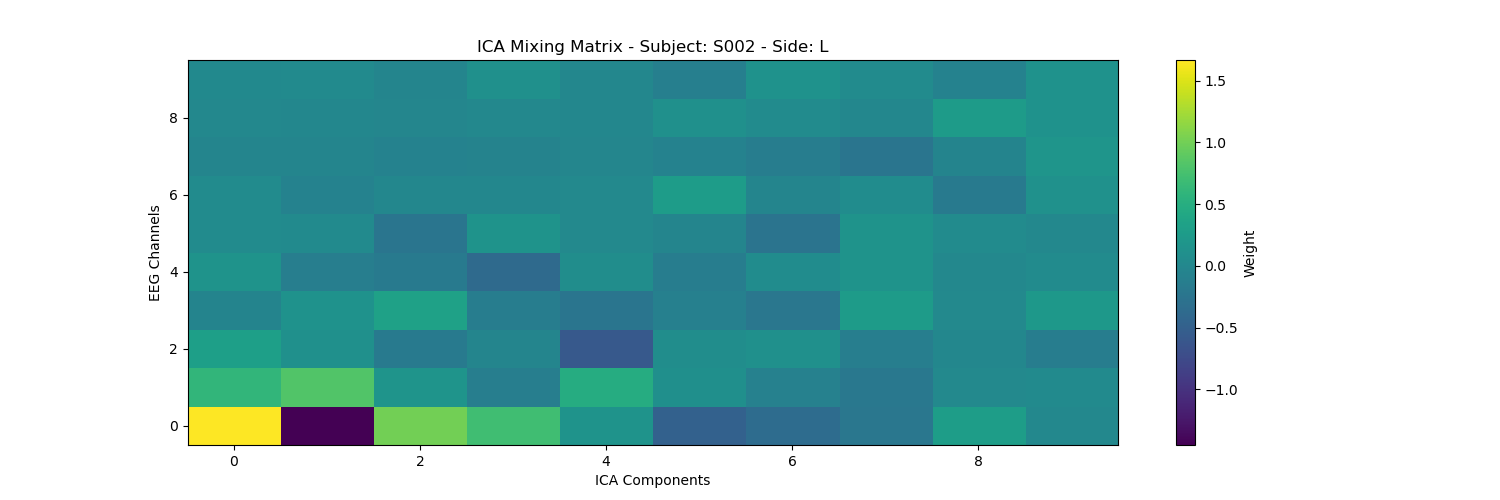 ICA Mixing Matrix - Subject: S002 - Side: L
8
6
4
2
0
EEG Channels
0 2 4 6 8
ICA Components
1.5
1.0
0.5
0.0
−0.5
−1.0
Weight